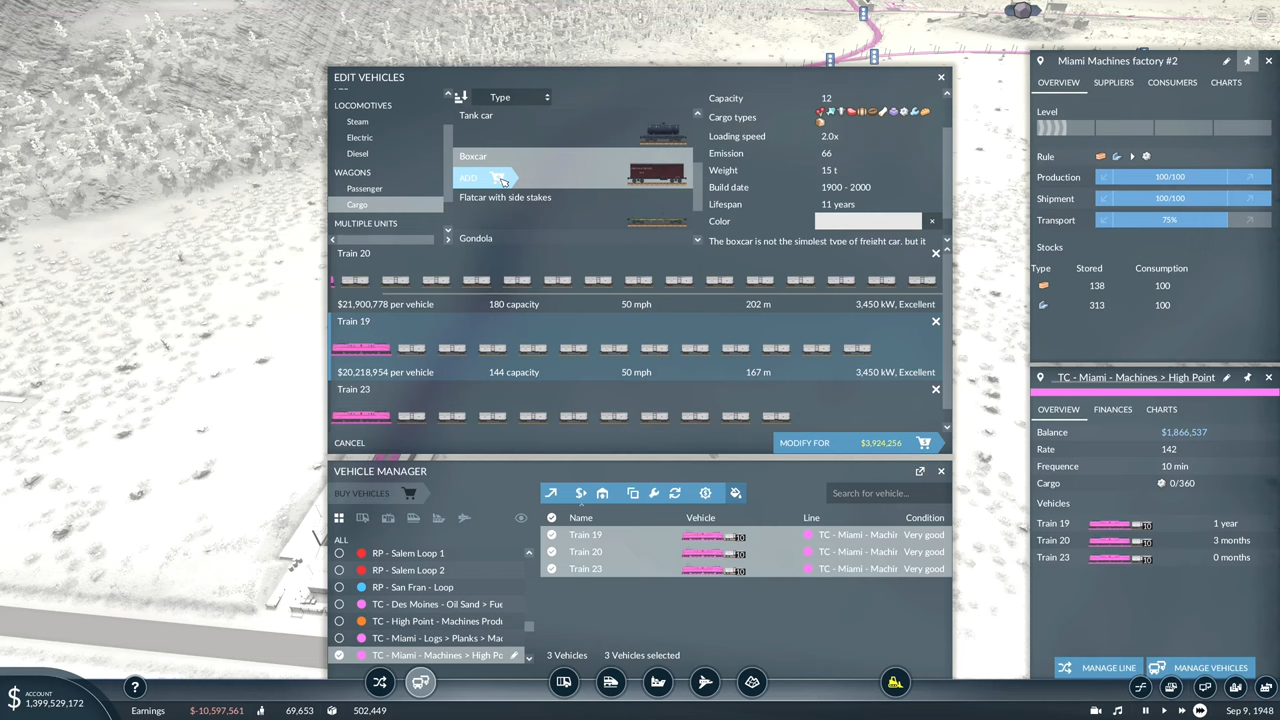 EDIT VEHICLES
LOCOMOTIVES
Steam
Electric
Diesel
WAGONS
Passenger
Cargo
MULTIPLE UNITS
Type
Tank car
Boxcar
ADD
Flatcar with side stakes
Gondola
Capacity 12
Cargo types
Loading speed 2.0x
Emission 66
Weight 15 t
Build date 1900 - 2000
Lifespan 11 years
Color
The boxcar is not the simplest type of freight car, but it
Train 20
$21,900,778 per vehicle 180 capacity 50 mph 202 m 3,450 kW, Excellent
Train 19
$20,218,954 per vehicle 144 capacity 50 mph 167 m 3,450 kW, Excellent
Train 23
CANCEL
MODIFY FOR $3,924,256
VEHICLE MANAGER
BUY VEHICLES
Search for vehicle...
ALL
RP - Salem Loop 1
RP - Salem Loop 2
RP - San Fran - Loop
TC - Des Moines - Oil Sand > Fue
TC - High Point - Machines Produ
TC - Miami - Logs > Planks > Mac
TC - Miami - Machines > High Po
Name Vehicle Line Condition
Train 19 10 TC - Miami - Machir Very good
Train 20 10 TC - Miami - Machir Very good
Train 23 10 TC - Miami - Machir Very good
3 Vehicles 3 Vehicles selected
Miami Machines factory #2
OVERVIEW SUPPLIERS CONSUMERS CHARTS
Level
Rule
Production 100/100
Shipment 100/100
Transport 75%
Stocks
Type Stored Consumption
138 100
313 100
TC - Miami - Machines > High Point
OVERVIEW FINANCES CHARTS
Balance $1,866,537
Rate 142
Frequence 10 min
Cargo 0/360
Vehicles
Train 19 10 1 year
Train 20 10 3 months
Train 23 10 0 months
MANAGE LINE
MANAGE VEHICLES
$ ACCOUNT
1,399,529,172
?
Earnings $-10,597,561 69,653 502,449
Sep 9, 1948